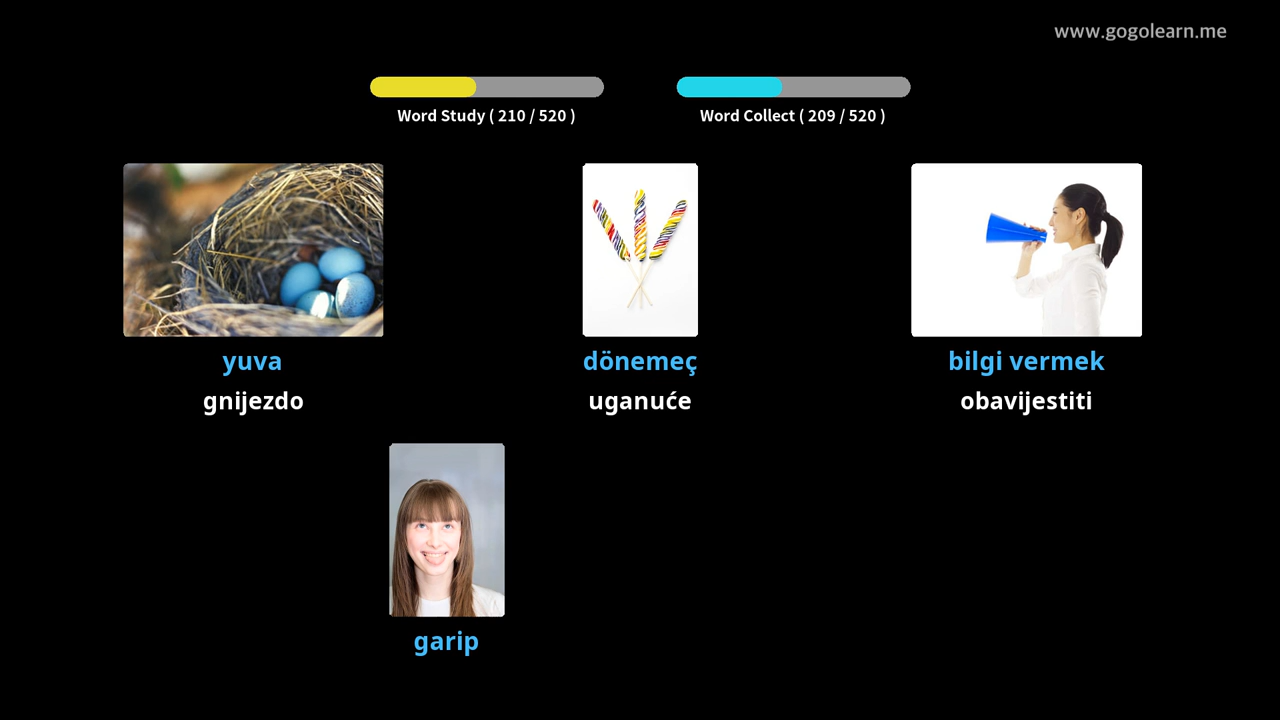 www.gogolearn.me
Word Study ( 210 / 520 )
Word Collect ( 209 / 520 )
yuva
dönemeç
bilgi vermek
gnijezdo
uganuće
obavijestiti
garip